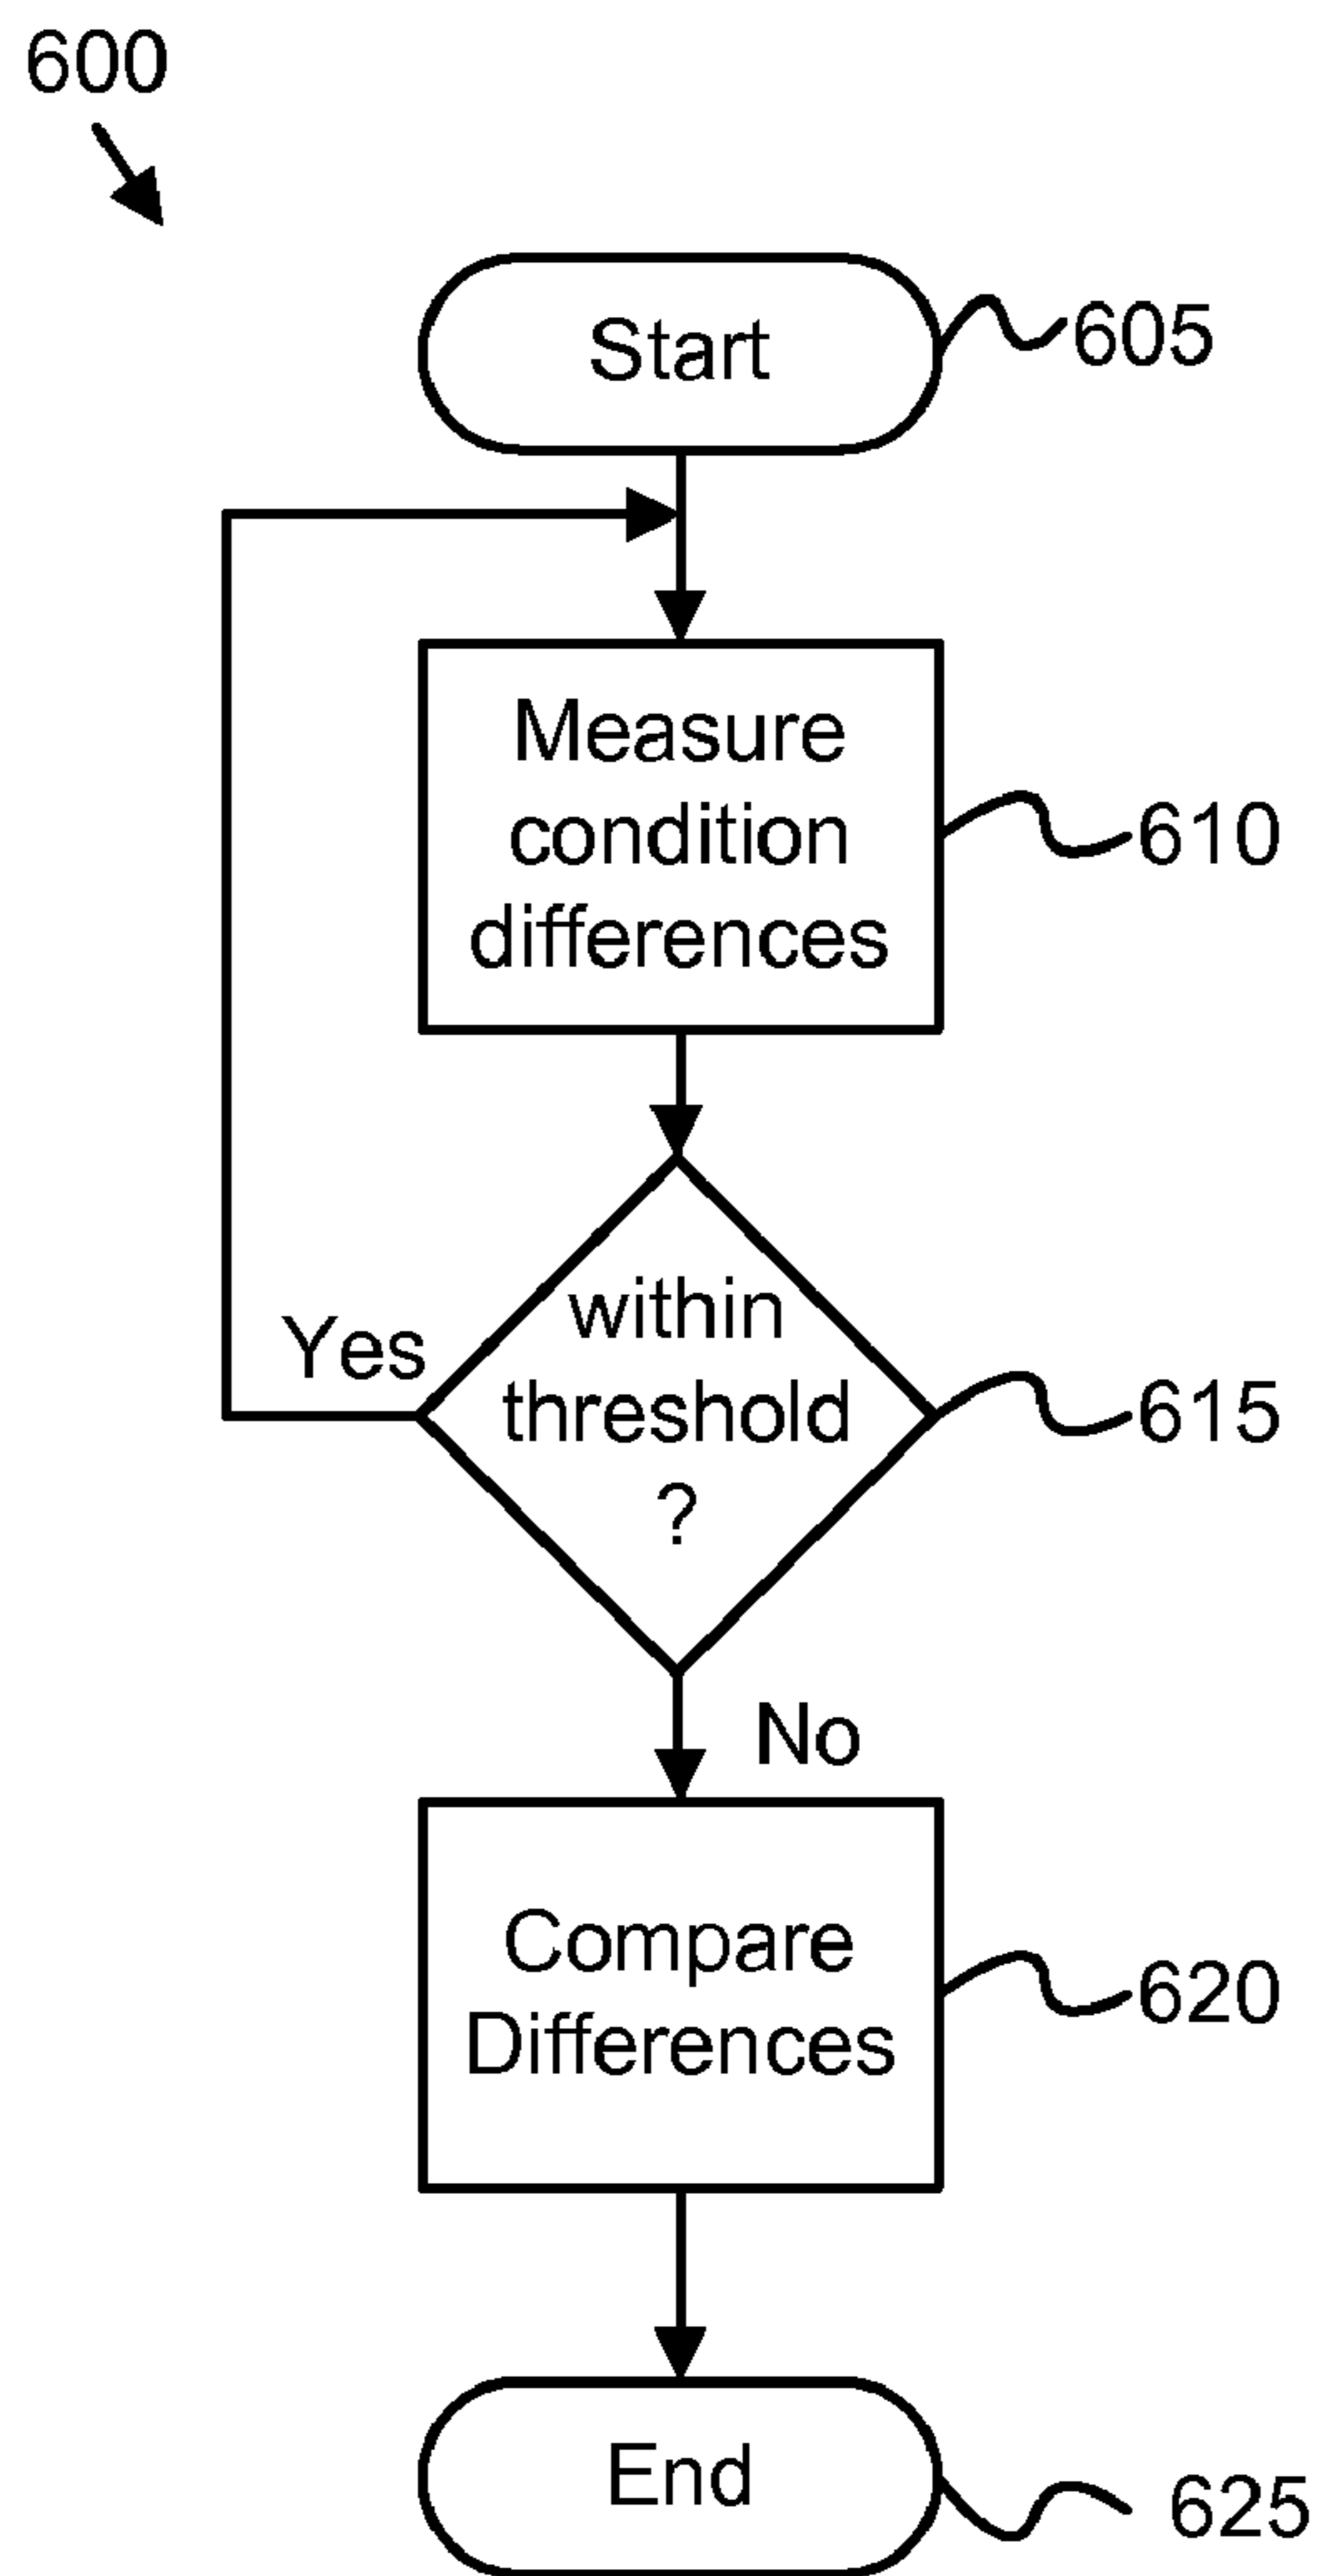 600
Start
605
Measure
condition
differences
610
within
threshold
?
615
Yes
No
Compare
Differences
620
End
625